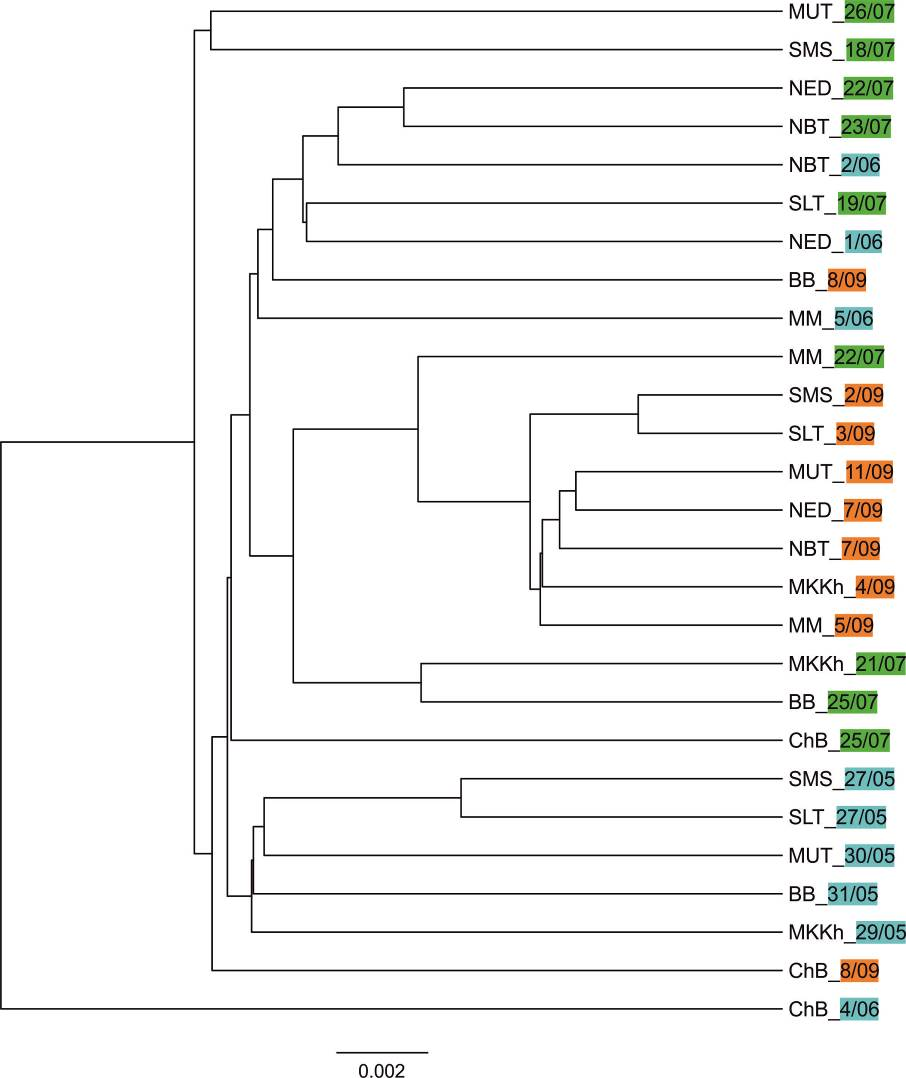 MUT_26/07
SMS_18/07
NED_22/07
NBT_23/07
NBT_2/06
SLT_19/07
NED_1/06
BB_8/09
MM_5/06
MM_22/07
SMS_2/09
SLT_3/09
MUT_11/09
NED_7/09
NBT_7/09
MKKh_4/09
MM_5/09
MKKh_21/07
BB_25/07
ChB_25/07
SMS_27/05
SLT_27/05
MUT_30/05
BB_31/05
MKKh_29/05
ChB_8/09
ChB_4/06
0.002